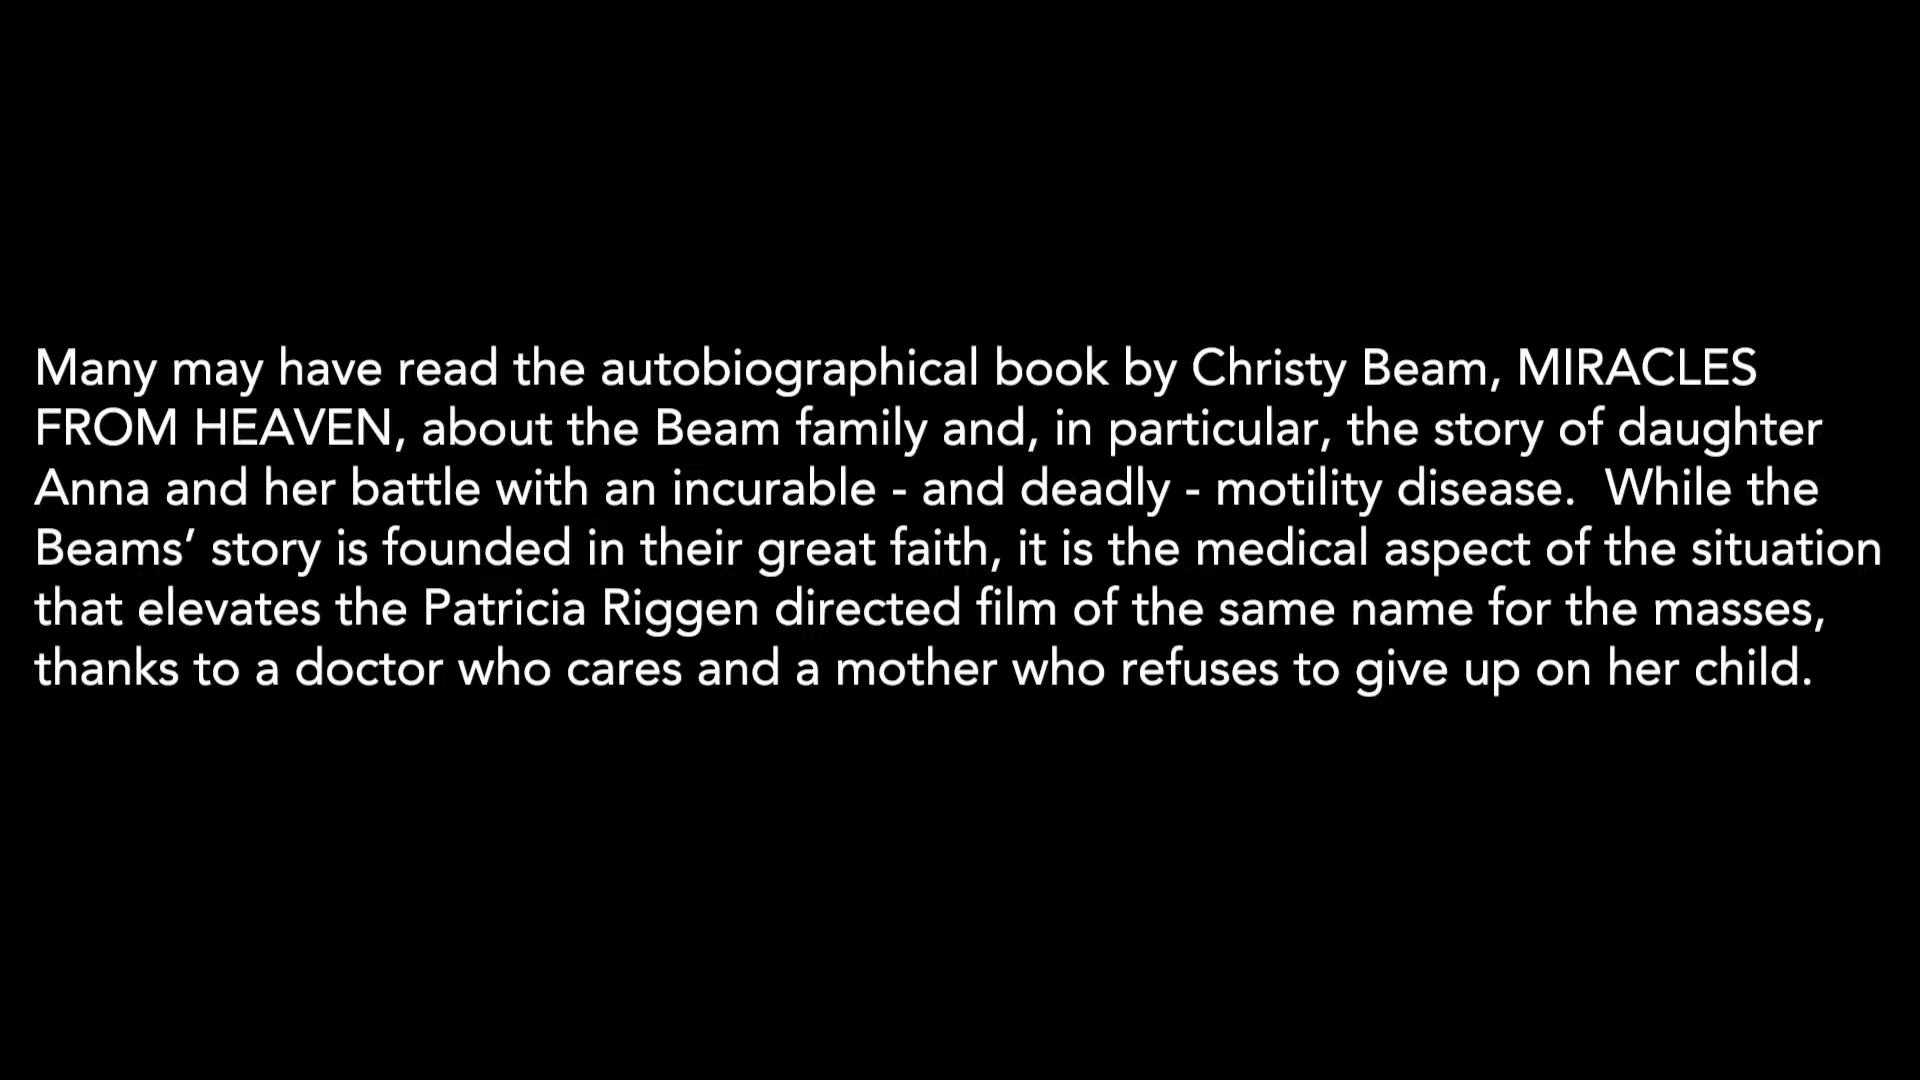 Many may have read the autobiographical book by Christy Beam, MIRACLES
FROM HEAVEN, about the Beam family and, in particular, the story of daughter
Anna and her battle with an incurable - and deadly - motility disease.  While the
Beams’ story is founded in their great faith, it is the medical aspect of the situation
that elevates the Patricia Riggen directed film of the same name for the masses,
thanks to a doctor who cares and a mother who refuses to give up on her child.